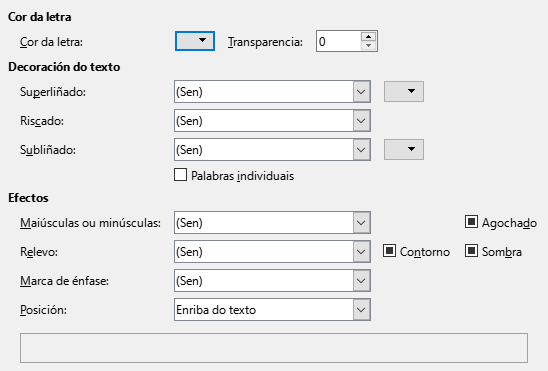 Cor da letra
Cor da letra: Transparencia: 0
Decoración do texto
Superliñado: (Sen)
Riscado: (Sen)
Subliñado: (Sen)
Palabras individuais
Efectos
Maiúsculas ou minúsculas: (Sen) Agochado
Relevo: (Sen) Contorno Sombra
Marca de énfase: (Sen)
Posición: Enriba do texto